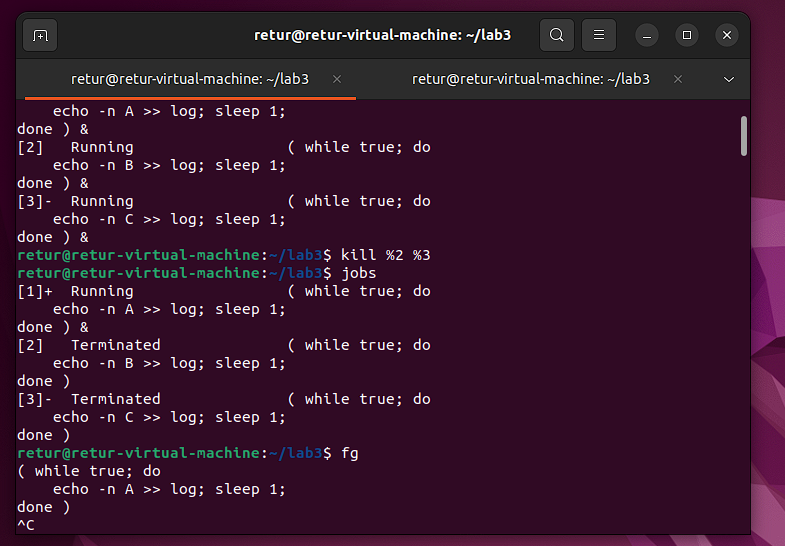 retur@retur-virtual-machine: ~/lab3
retur@retur-virtual-machine: ~/lab3 × retur@retur-virtual-machine: ~/lab3 ×
    echo -n A >> log; sleep 1;
done ) &
[2]   Running                 ( while true; do
    echo -n B >> log; sleep 1;
done ) &
[3]-  Running                 ( while true; do
    echo -n C >> log; sleep 1;
done ) &
retur@retur-virtual-machine:~/lab3$ kill %2 %3
retur@retur-virtual-machine:~/lab3$ jobs
[1]+  Running                 ( while true; do
    echo -n A >> log; sleep 1;
done ) &
[2]   Terminated              ( while true; do
    echo -n B >> log; sleep 1;
done )
[3]-  Terminated              ( while true; do
    echo -n C >> log; sleep 1;
done )
retur@retur-virtual-machine:~/lab3$ fg
( while true; do
    echo -n A >> log; sleep 1;
done )
^C